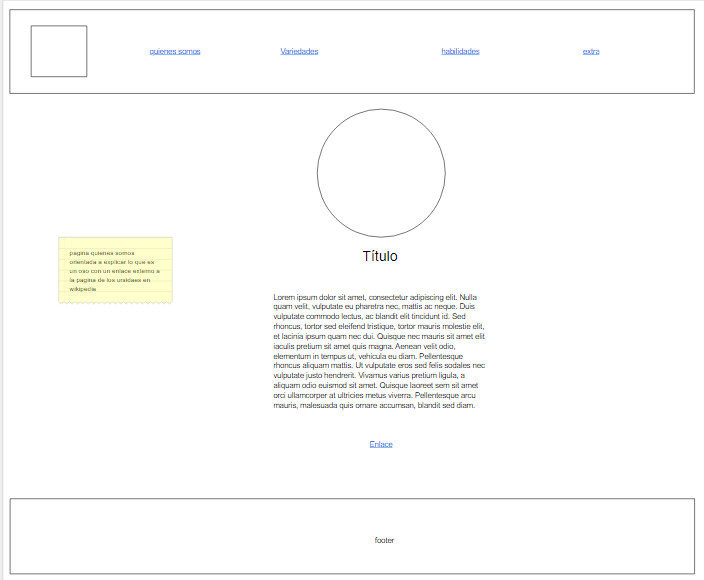 quienes somos
Variedades
habilidades
extra
Título
pagina quienes somos
orientada a explicar lo que es
un oso con un enlace externo a
la pagina de los ursidaes en
wikipedia
Lorem ipsum dolor sit amet, consectetur adipiscing elit. Nulla
quam velit, vulputate eu pharetra nec, mattis ac neque. Duis
vulputate commodo lectus, ac blandit elit tincidunt id. Sed
rhoncus, tortor sed eleifend tristique, tortor mauris molestie elit,
et lacinia ipsum quam nec dui. Quisque nec mauris sit amet elit
iaculis pretium sit amet quis magna. Aenean velit odio,
elementum in tempus ut, vehicula eu diam. Pellentesque
rhoncus aliquam mattis. Ut vulputate eros sed felis sodales nec
vulputate justo hendrerit. Vivamus varius pretium ligula, a
aliquam odio euismod sit amet. Quisque laoreet sem sit amet
orci ullamcorper at ultricies metus viverra. Pellentesque arcu
mauris, malesuada quis ornare accumsan, blandit sed diam.
Enlace
footer